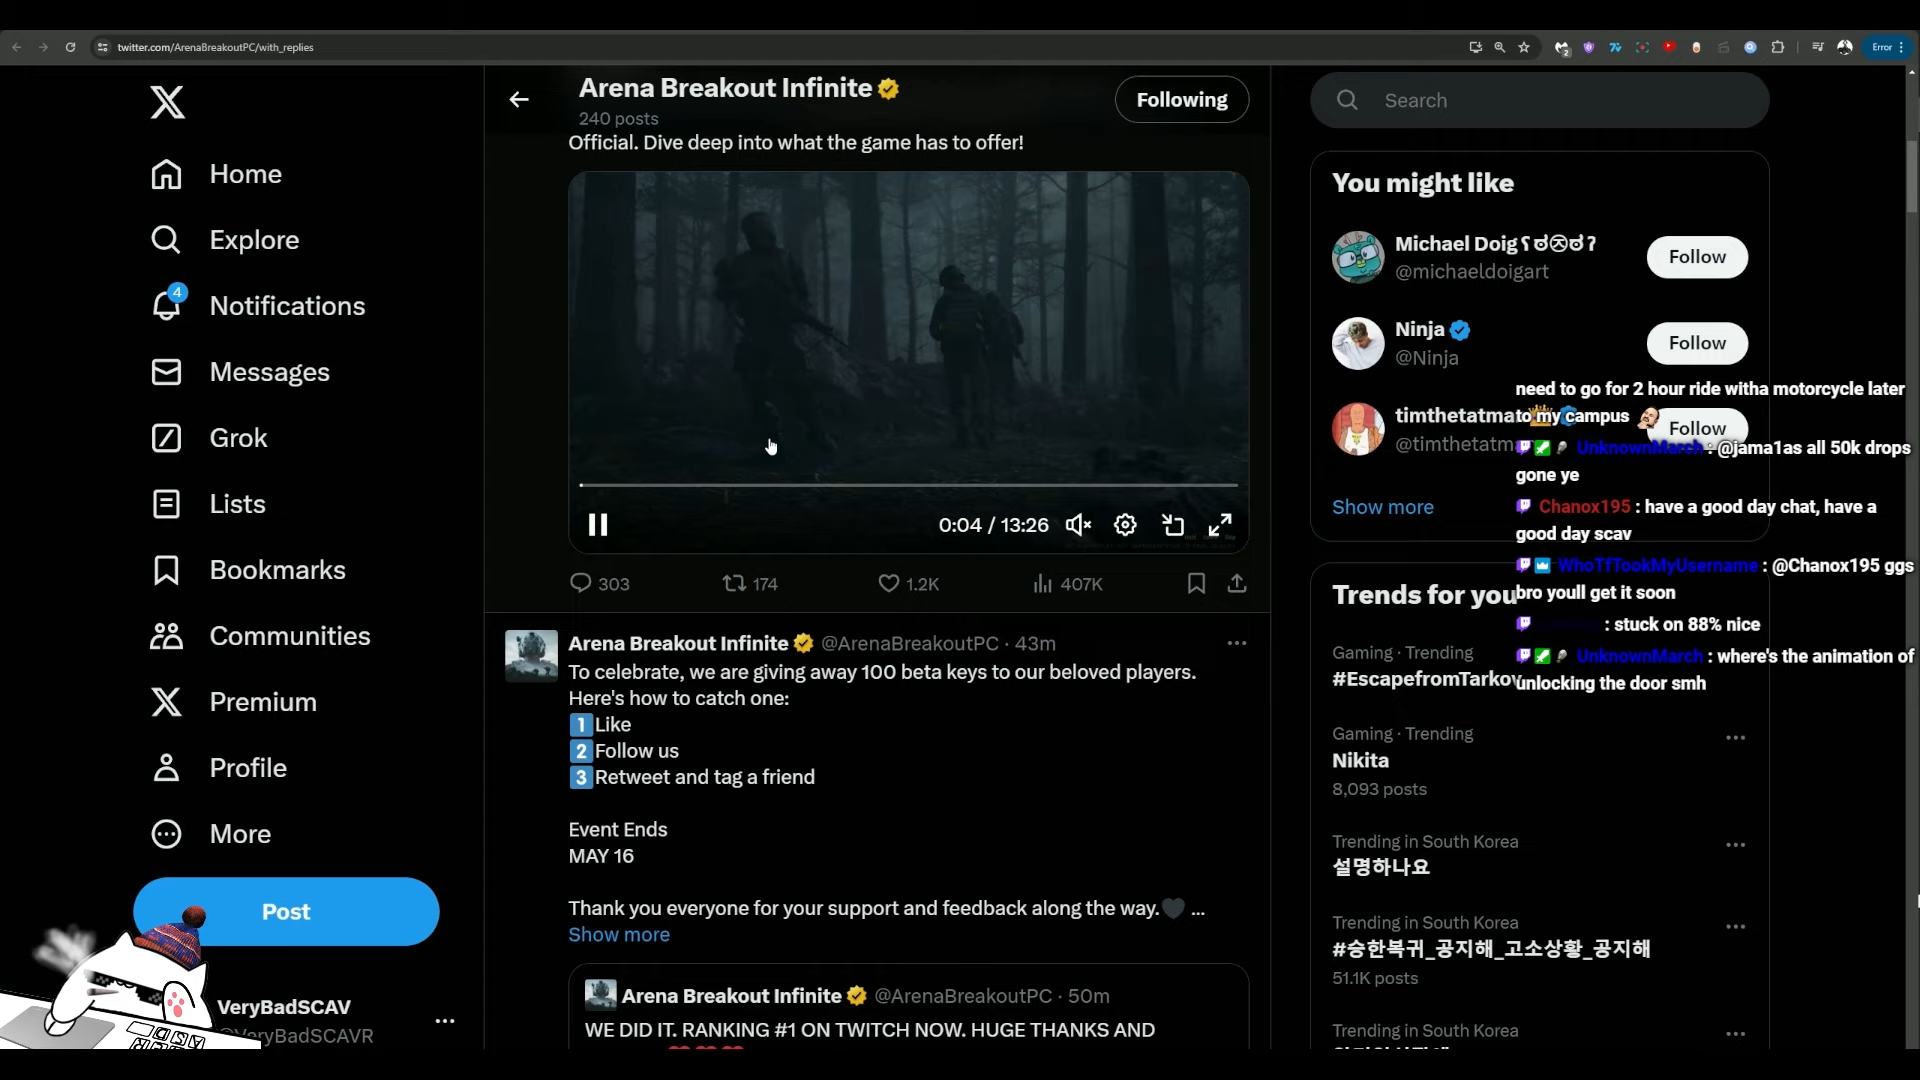 twitter.com/ArenaBreakoutPC/with_replies
Error
Home
Explore
4
Notifications
Messages
Grok
Lists
Bookmarks
Communities
Premium
Profile
More
Post
VeryBadSCAV
VeryBadSCAVR
Arena Breakout Infinite
240 posts
Following
Official. Dive deep into what the game has to offer!
0:04 / 13:26
303
174
1.2K
407K
Arena Breakout Infinite @ArenaBreakoutPC · 43m
To celebrate, we are giving away 100 beta keys to our beloved players.
Here's how to catch one:
1 Like
2 Follow us
3 Retweet and tag a friend
Event Ends
MAY 16
Thank you everyone for your support and feedback along the way.🖤 ...
Show more
Arena Breakout Infinite @ArenaBreakoutPC · 50m
WE DID IT. RANKING #1 ON TWITCH NOW. HUGE THANKS AND
Search
You might like
Michael Doig
@michaeldoigart
Follow
Ninja
@Ninja
Follow
timthetatma
@timthetatm
Follow
Show more
need to go for 2 hour ride witha motorcycle later
to my campus
UnknownMarch : @jama1as all 50k drops
gone ye
Chanox195 : have a good day chat, have a
good day scav
WhoTfTookMyUsername : @Chanox195 ggs
bro youll get it soon
: stuck on 88% nice
UnknownMarch : where's the animation of
unlocking the door smh
Trends for you
Gaming · Trending
#EscapefromTarkov
Gaming · Trending
Nikita
8,093 posts
Trending in South Korea
설명하나요
Trending in South Korea
#승한복귀_공지해_고소상황_공지해
51.1K posts
Trending in South Korea